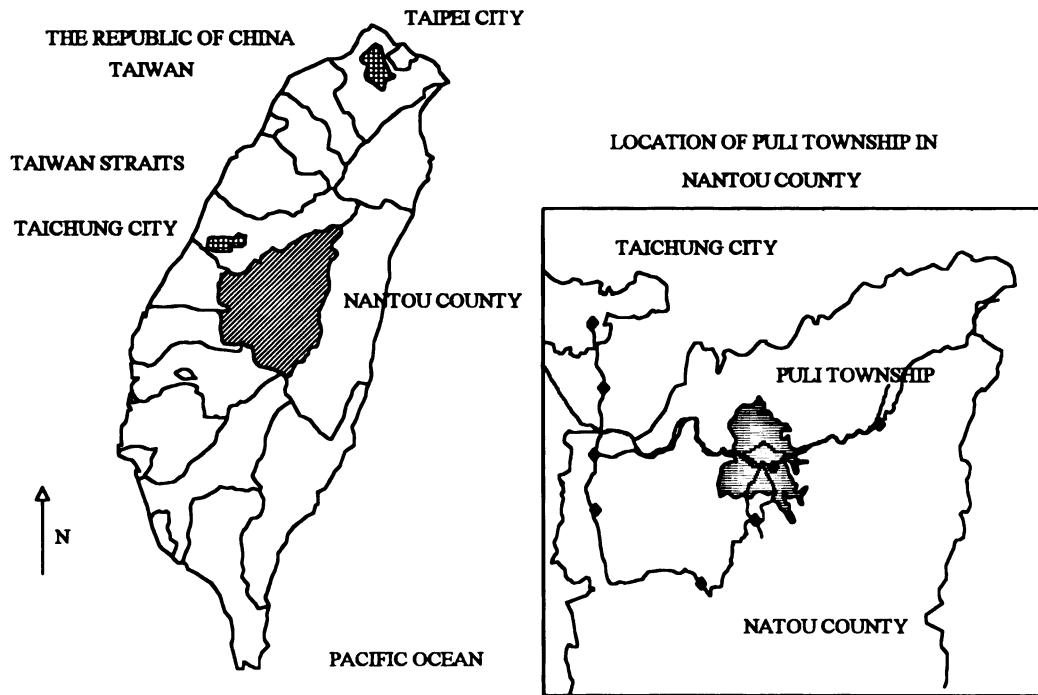 TAIPEI CITY
THE REPUBLIC OF CHINA
TAIWAN
TAIWAN STRAITS
TAICHUNG CITY
NANTOU COUNTY
N
PACIFIC OCEAN
LOCATION OF PULI TOWNSHIP IN
NANTOU COUNTY
TAICHUNG CITY
PULI TOWNSHIP
NATOU COUNTY